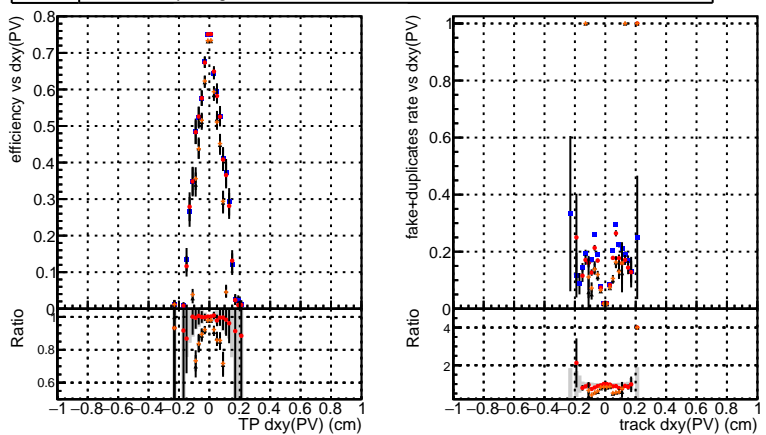 efficiency vs dxy(PV)
0.8
0.7
0.6
0.5
0.4
0.3
0.2
0.1
0
Ratio
1
0.8
0.6
−1 −0.8−0.6−0.4−0.2 0 0.2 0.4 0.6 0.8 1
TP dxy(PV) (cm)
fake+duplicates rate vs dxy(PV)
1
0.8
0.6
0.4
0.2
0
Ratio
4
2
−1 −0.8−0.6−0.4−0.2 0 0.2 0.4 0.6 0.8 1
track dxy(PV) (cm)